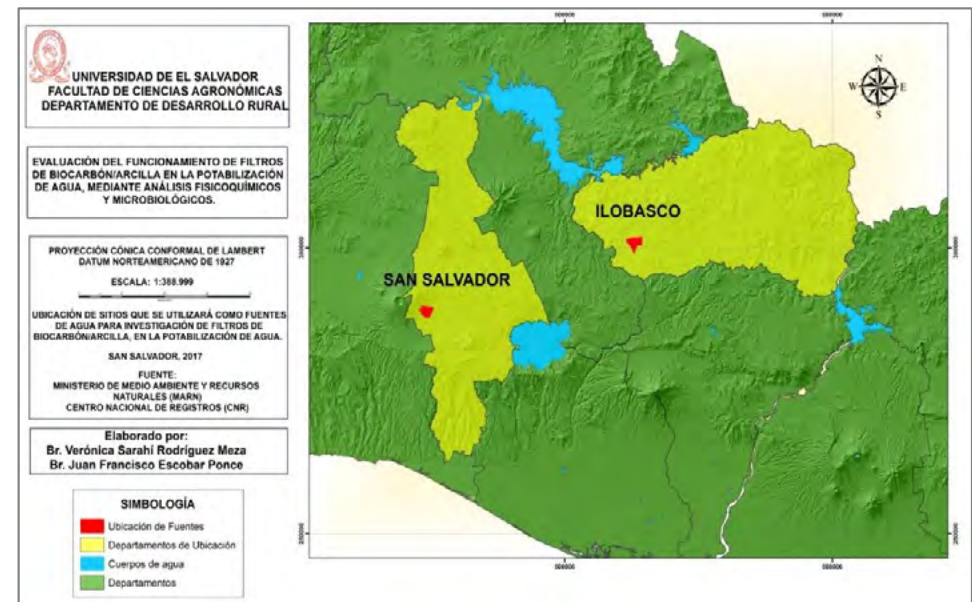 UNIVERSIDAD DE EL SALVADOR
FACULTAD DE CIENCIAS AGRONÓMICAS
DEPARTAMENTO DE DESARROLLO RURAL
EVALUACIÓN DEL FUNCIONAMIENTO DE FILTROS
DE BIOCARBÓN/ARCILLA EN LA POTABILIZACIÓN
DE AGUA, MEDIANTE ANÁLISIS FISICOQUÍMICOS
Y MICROBIOLÓGICOS.
PROYECCIÓN CÓNICA CONFORMAL DE LAMBERT
DATUM NORTEAMERICANO DE 1927
ESCALA: 1:388.999
UBICACIÓN DE SITIOS QUE SE UTILIZARÁ COMO FUENTES
DE AGUA PARA INVESTIGACIÓN DE FILTROS DE
BIOCARBÓN/ARCILLA, EN LA POTABILIZACIÓN DE AGUA.
SAN SALVADOR, 2017
FUENTE:
MINISTERIO DE MEDIO AMBIENTE Y RECURSOS
NATURALES (MARN)
CENTRO NACIONAL DE REGISTROS (CNR)
Elaborado por:
Br. Verónica Sarahí Rodríguez Meza
Br. Juan Francisco Escobar Ponce
SIMBOLOGÍA
Ubicación de Fuentes
Departamentos de Ubicación
Cuerpos de agua
Departamentos
N
W
E
S
ILOBASCO
SAN SALVADOR